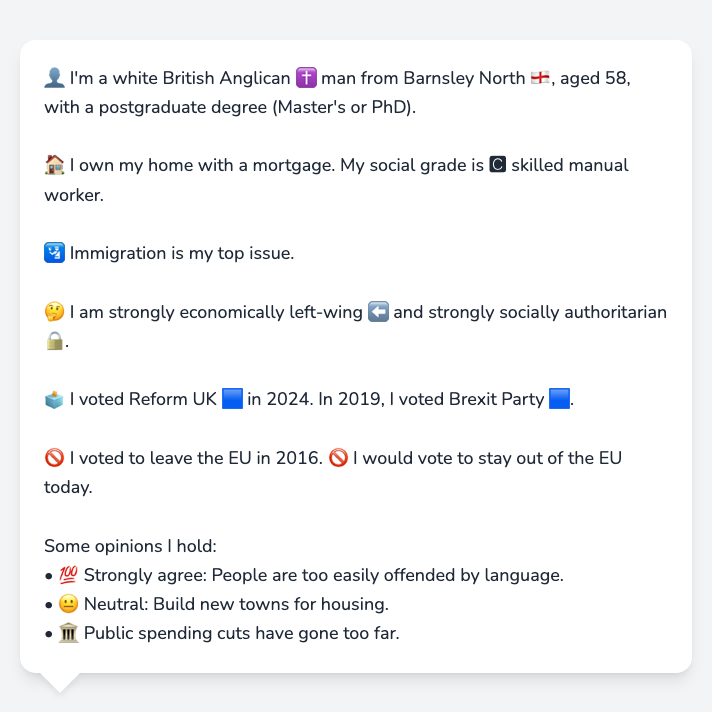 👤 I'm a white British Anglican ✝️ man from Barnsley North 🏴󠁧󠁢󠁥󠁮󠁧󠁿, aged 58,
with a postgraduate degree (Master's or PhD).
🏠 I own my home with a mortgage. My social grade is 🅲 skilled manual
worker.
🛂 Immigration is my top issue.
🤔 I am strongly economically left-wing ⬅️ and strongly socially authoritarian
🔒.
🗳️ I voted Reform UK 🟦 in 2024. In 2019, I voted Brexit Party 🟦.
🚫 I voted to leave the EU in 2016. 🚫 I would vote to stay out of the EU
today.
Some opinions I hold:
• 💯 Strongly agree: People are too easily offended by language.
• 😐 Neutral: Build new towns for housing.
• 🏛️ Public spending cuts have gone too far.